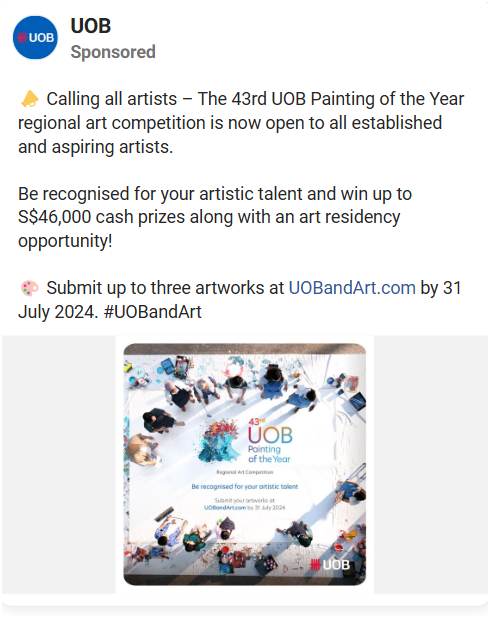 UOB
UOB
Sponsored
📣 Calling all artists – The 43rd UOB Painting of the Year
regional art competition is now open to all established
and aspiring artists.
Be recognised for your artistic talent and win up to
S$46,000 cash prizes along with an art residency
opportunity!
🎨 Submit up to three artworks at UOBandArt.com by 31
July 2024. #UOBandArt
43rd
UOB
Painting
of the Year
Regional Art Competition
Be recognised for your artistic talent
Submit your artworks at
UOBandArt.com by 31 July 2024
UOB